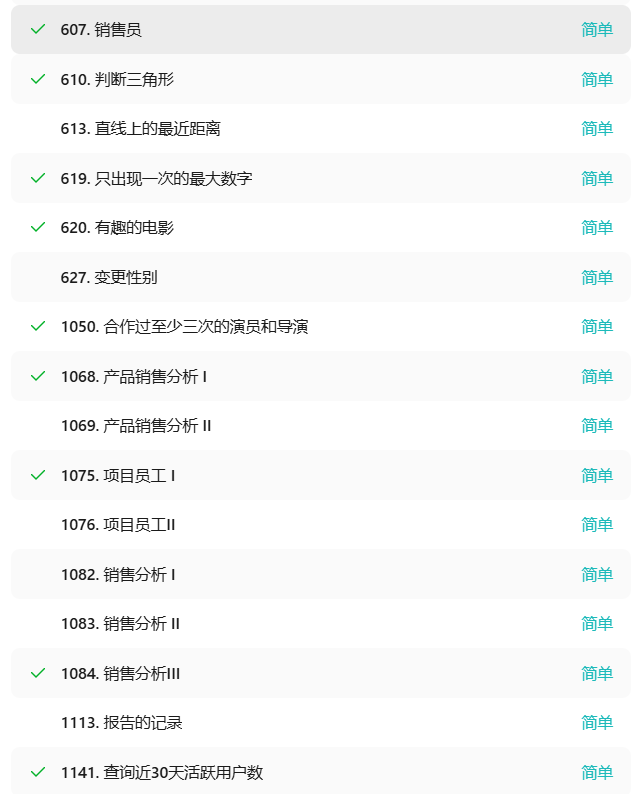 607. 销售员 简单
610. 判断三角形 简单
613. 直线上的最近距离 简单
619. 只出现一次的最大数字 简单
620. 有趣的电影 简单
627. 变更性别 简单
1050. 合作过至少三次的演员和导演 简单
1068. 产品销售分析 I 简单
1069. 产品销售分析 II 简单
1075. 项目员工 I 简单
1076. 项目员工II 简单
1082. 销售分析 I 简单
1083. 销售分析 II 简单
1084. 销售分析III 简单
1113. 报告的记录 简单
1141. 查询近30天活跃用户数 简单